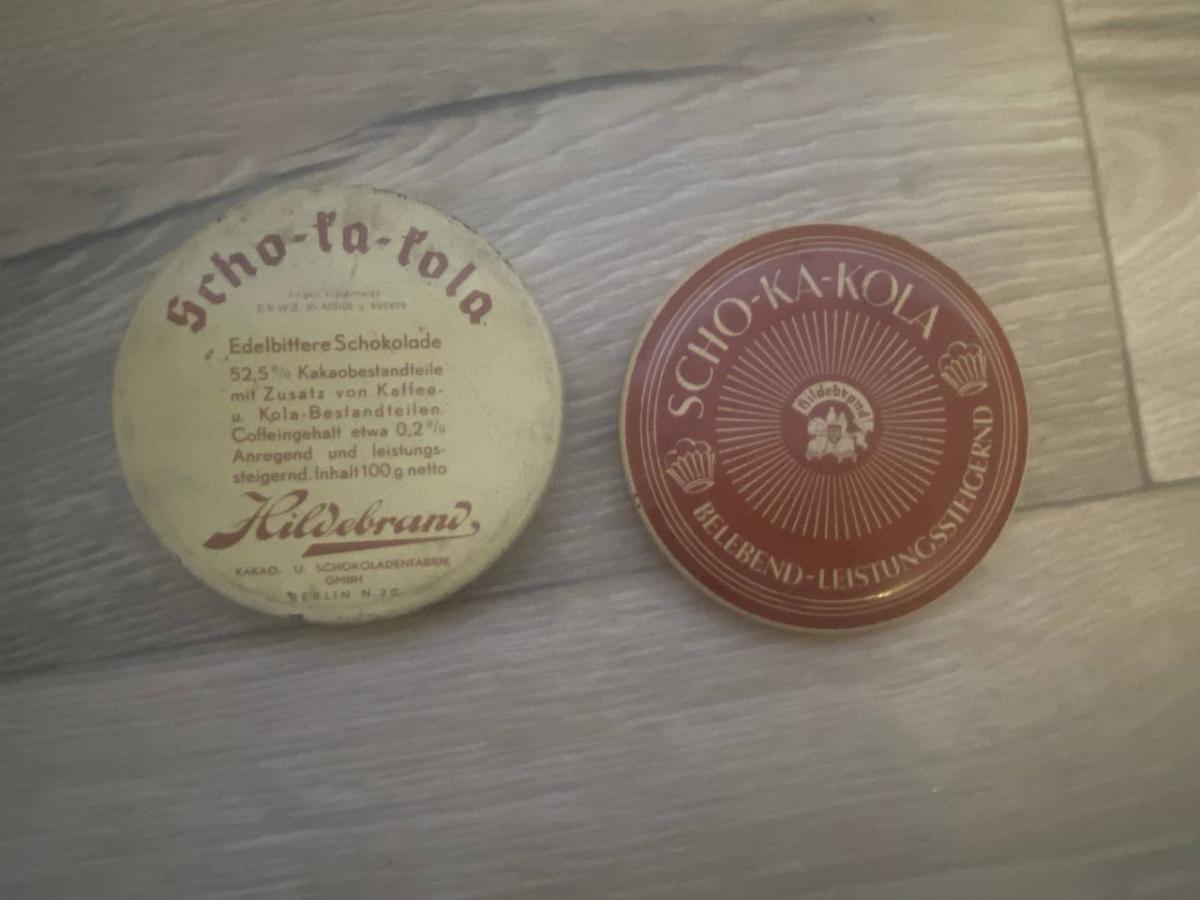 Scho-ka-kola
Edelbittere Schokolade
52,5% Kakaobestandteile
mit Zusatz von Kaffee-
u. Kola-Bestandteilen
Coffeingehalt etwa 0,2%
Anregend und leistungs-
steigernd. Inhalt 100 g netto
Hildebrand,
KAKAO- U. SCHOKOLADENFABRIK
GMBH
BERLIN N 20
SCHO-KA-KOLA
Hildebrand
BELEBEND-LEISTUNGSSTEIGERND